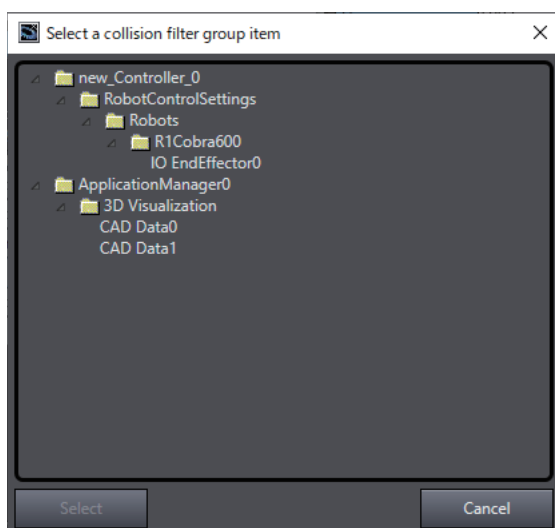 Select a collision filter group item
new_Controller_0
RobotControlSettings
Robots
R1Cobra600
IO EndEffector0
ApplicationManager0
3D Visualization
CAD Data0
CAD Data1
Select
Cancel